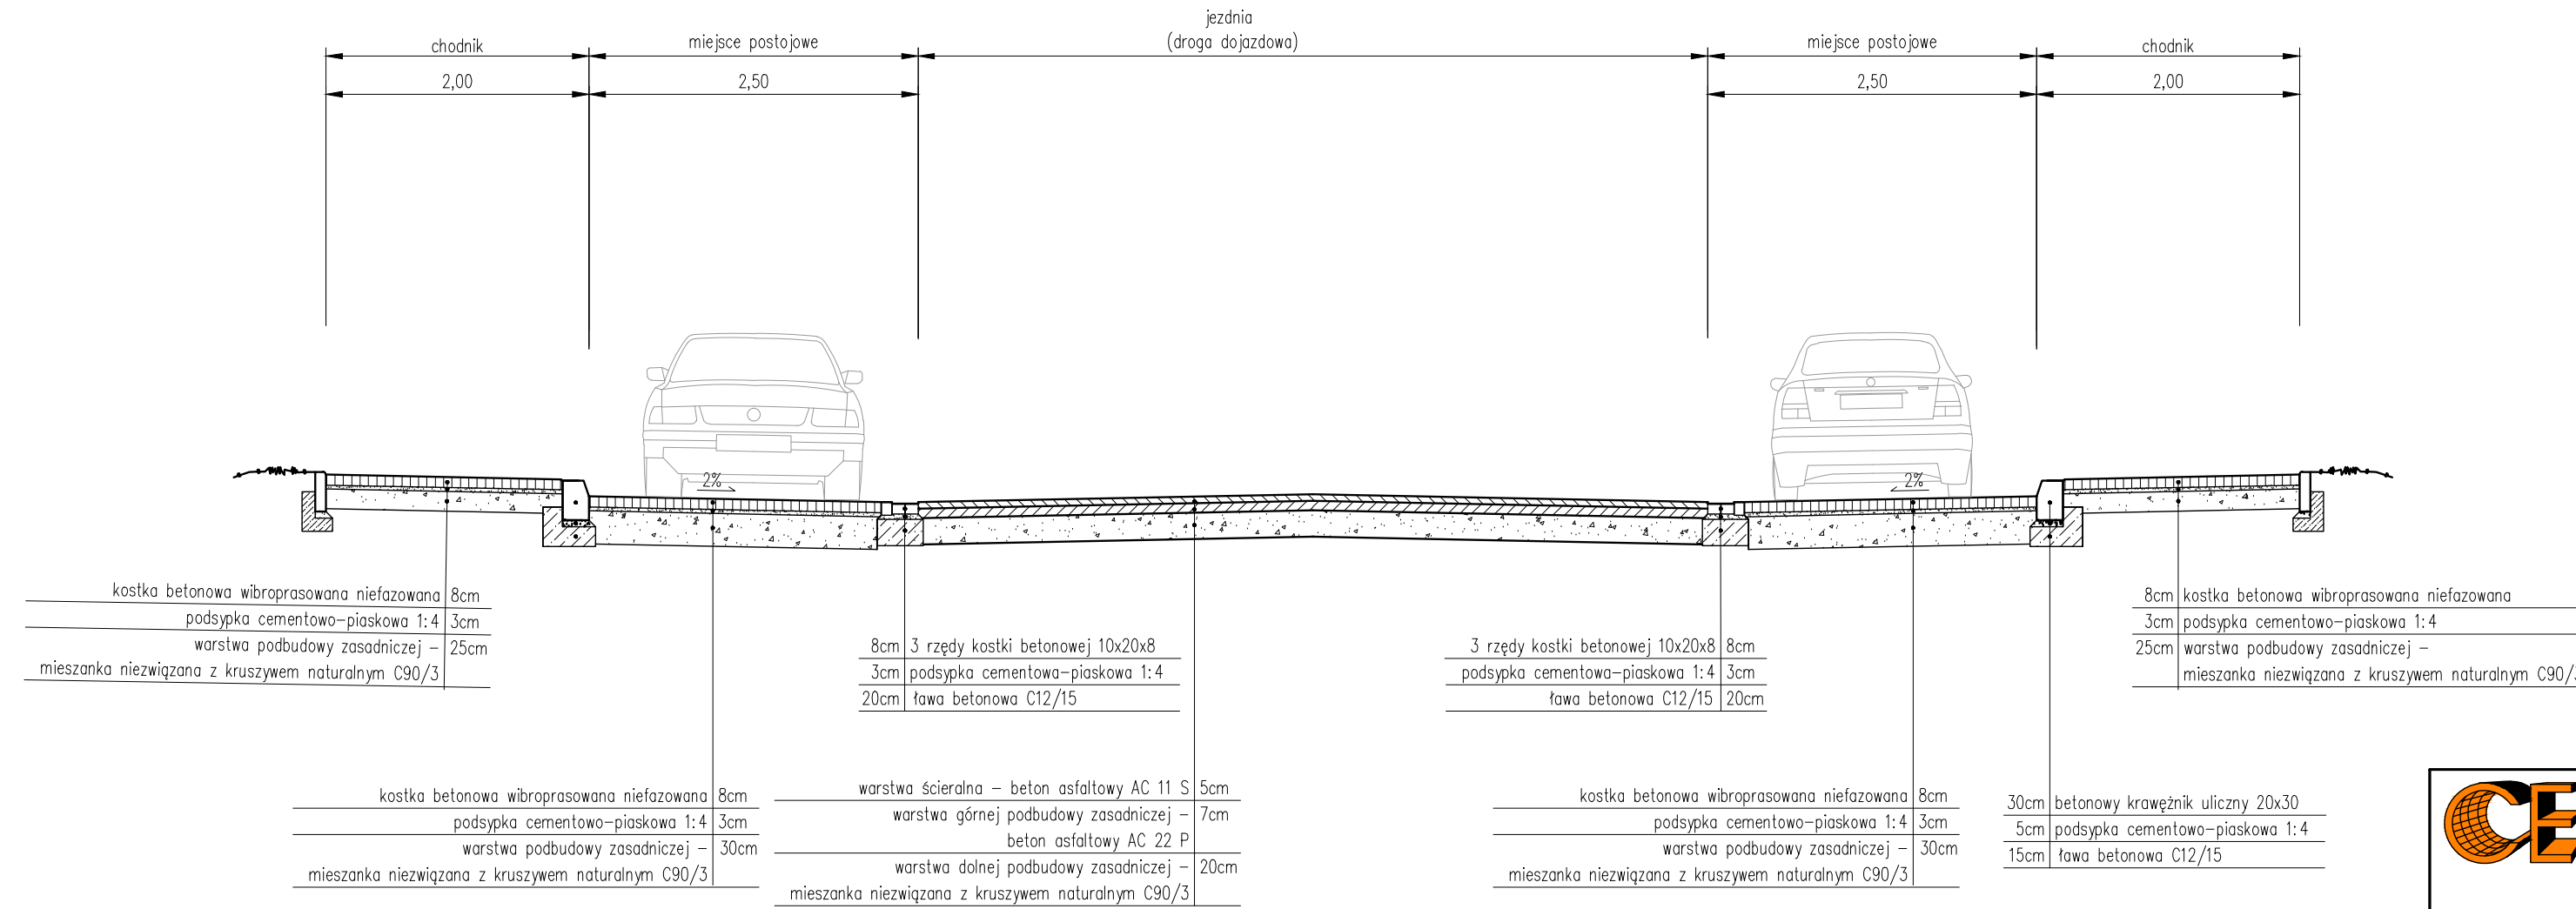 jezdnia
chodnik
miejsce postojowe
(droga dojazdowa)
miejsce postojowe
chodnik
2,00
2,50
2,50
2,00
2%
2%
kostka betonowa wibroprasowana niefazowana 8cm
podsypka cementowo-piaskowa 1:4 3cm
warstwa podbudowy zasadniczej - 25cm
mieszanka niezwiązana z kruszywem naturalnym C90/3
8cm 3 rzędy kostki betonowej 10x20x8
3cm podsypka cementowa-piaskowa 1:4
20cm ława betonowa C12/15
3 rzędy kostki betonowej 10x20x8 8cm
podsypka cementowa-piaskowa 1:4 3cm
ława betonowa C12/15 20cm
8cm kostka betonowa wibroprasowana niefazowana
3cm podsypka cementowo-piaskowa 1:4
25cm warstwa podbudowy zasadniczej -
mieszanka niezwiązana z kruszywem naturalnym C90/3
kostka betonowa wibroprasowana niefazowana 8cm
podsypka cementowo-piaskowa 1:4 3cm
warstwa podbudowy zasadniczej - 30cm
mieszanka niezwiązana z kruszywem naturalnym C90/3
warstwa ścieralna - beton asfaltowy AC 11 S 5cm
warstwa górnej podbudowy zasadniczej - 7cm
beton asfaltowy AC 22 P
warstwa dolnej podbudowy zasadniczej - 20cm
mieszanka niezwiązana z kruszywem naturalnym C90/3
kostka betonowa wibroprasowana niefazowana 8cm
podsypka cementowo-piaskowa 1:4 3cm
warstwa podbudowy zasadniczej - 30cm
mieszanka niezwiązana z kruszywem naturalnym C90/3
30cm betonowy krawężnik uliczny 20x30
5cm podsypka cementowo-piaskowa 1:4
15cm ława betonowa C12/15